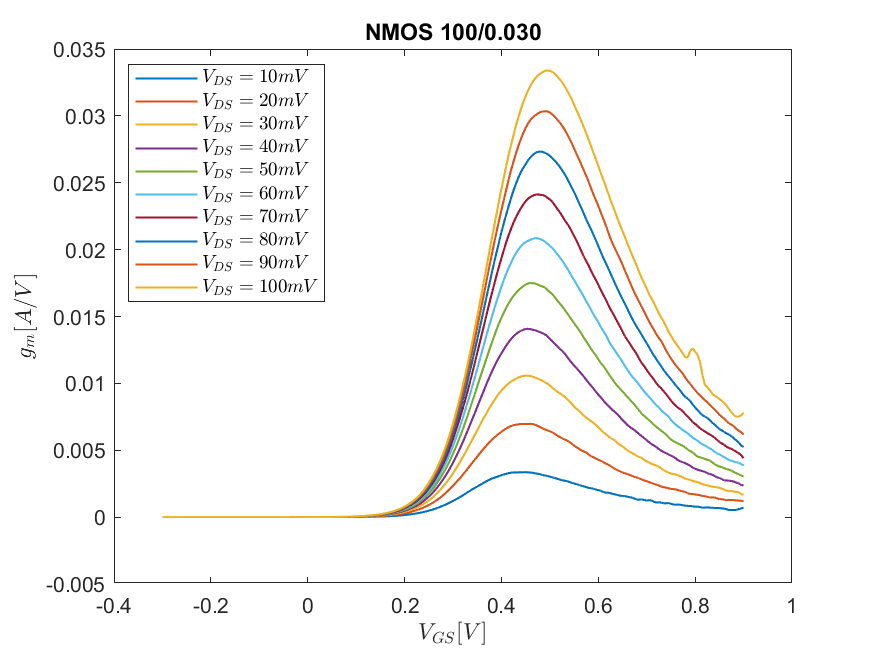 NMOS 100/0.030
0.035
0.03
0.025
0.02
0.015
0.01
0.005
0
-0.005
g_m[A/V]
V_DS = 10mV
V_DS = 20mV
V_DS = 30mV
V_DS = 40mV
V_DS = 50mV
V_DS = 60mV
V_DS = 70mV
V_DS = 80mV
V_DS = 90mV
V_DS = 100mV
-0.4 -0.2 0 0.2 0.4 0.6 0.8 1
V_GS[V]